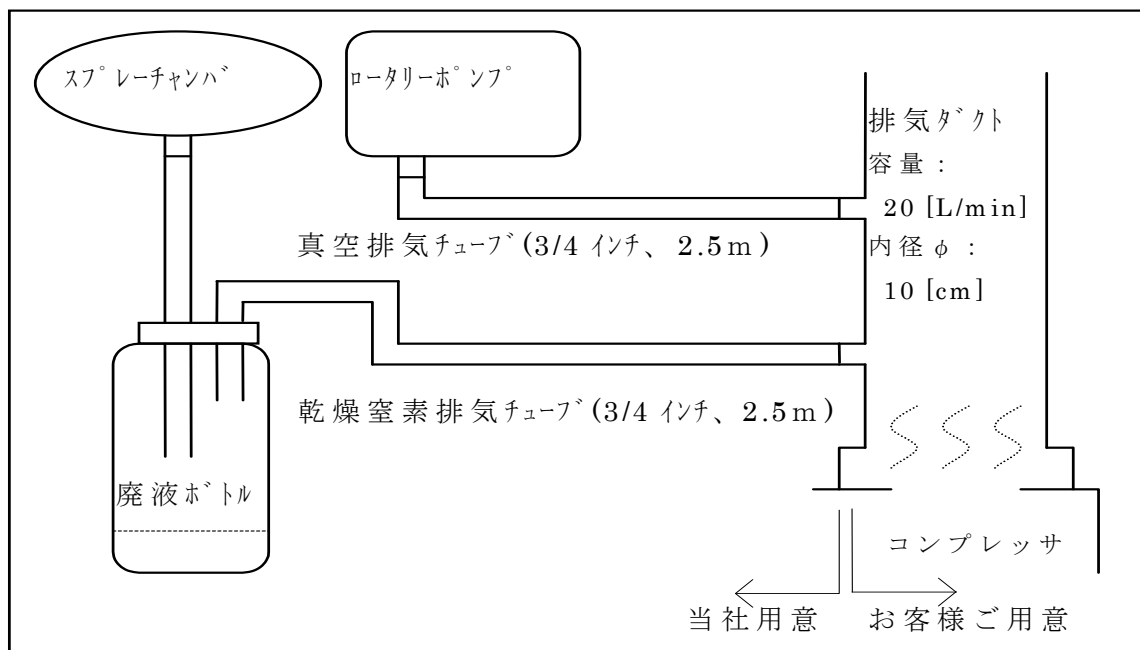 スプレーチャンバ
ロータリーポンプ
排気ダクト
容量:
20 [L/min]
内径φ:
10 [cm]
真空排気チューブ(3/4 インチ、2.5m)
乾燥窒素排気チューブ(3/4 インチ、2.5m)
廃液ボトル
コンプレッサ
当社用意
お客様ご用意